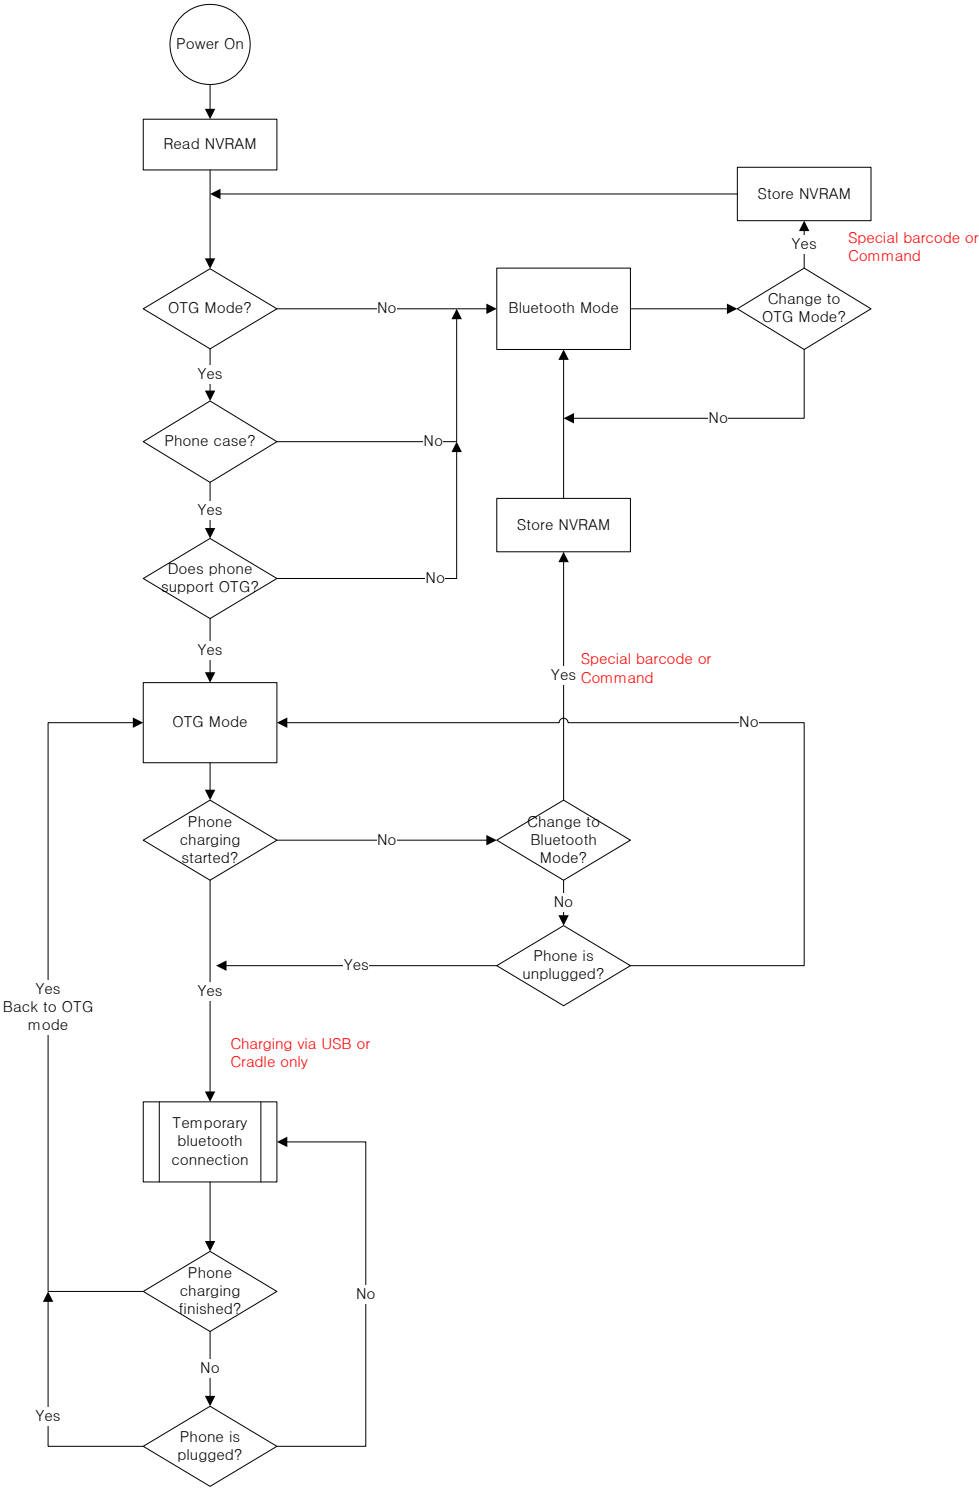 Power On
Read NVRAM
Store NVRAM
Yes
Special barcode or
Command
OTG Mode?
No
Bluetooth Mode
Change to
OTG Mode?
Yes
No
Phone case?
No
Yes
Store NVRAM
Does phone
support OTG?
No
Yes
Special barcode or
Command
Yes
OTG Mode
No
Phone
charging
started?
No
Change to
Bluetooth
Mode?
No
Phone is
unplugged?
Yes
Yes
Yes
Back to OTG
mode
Charging via USB or
Cradle only
Temporary
bluetooth
connection
Phone
charging
finished?
No
No
Yes
Phone is
plugged?